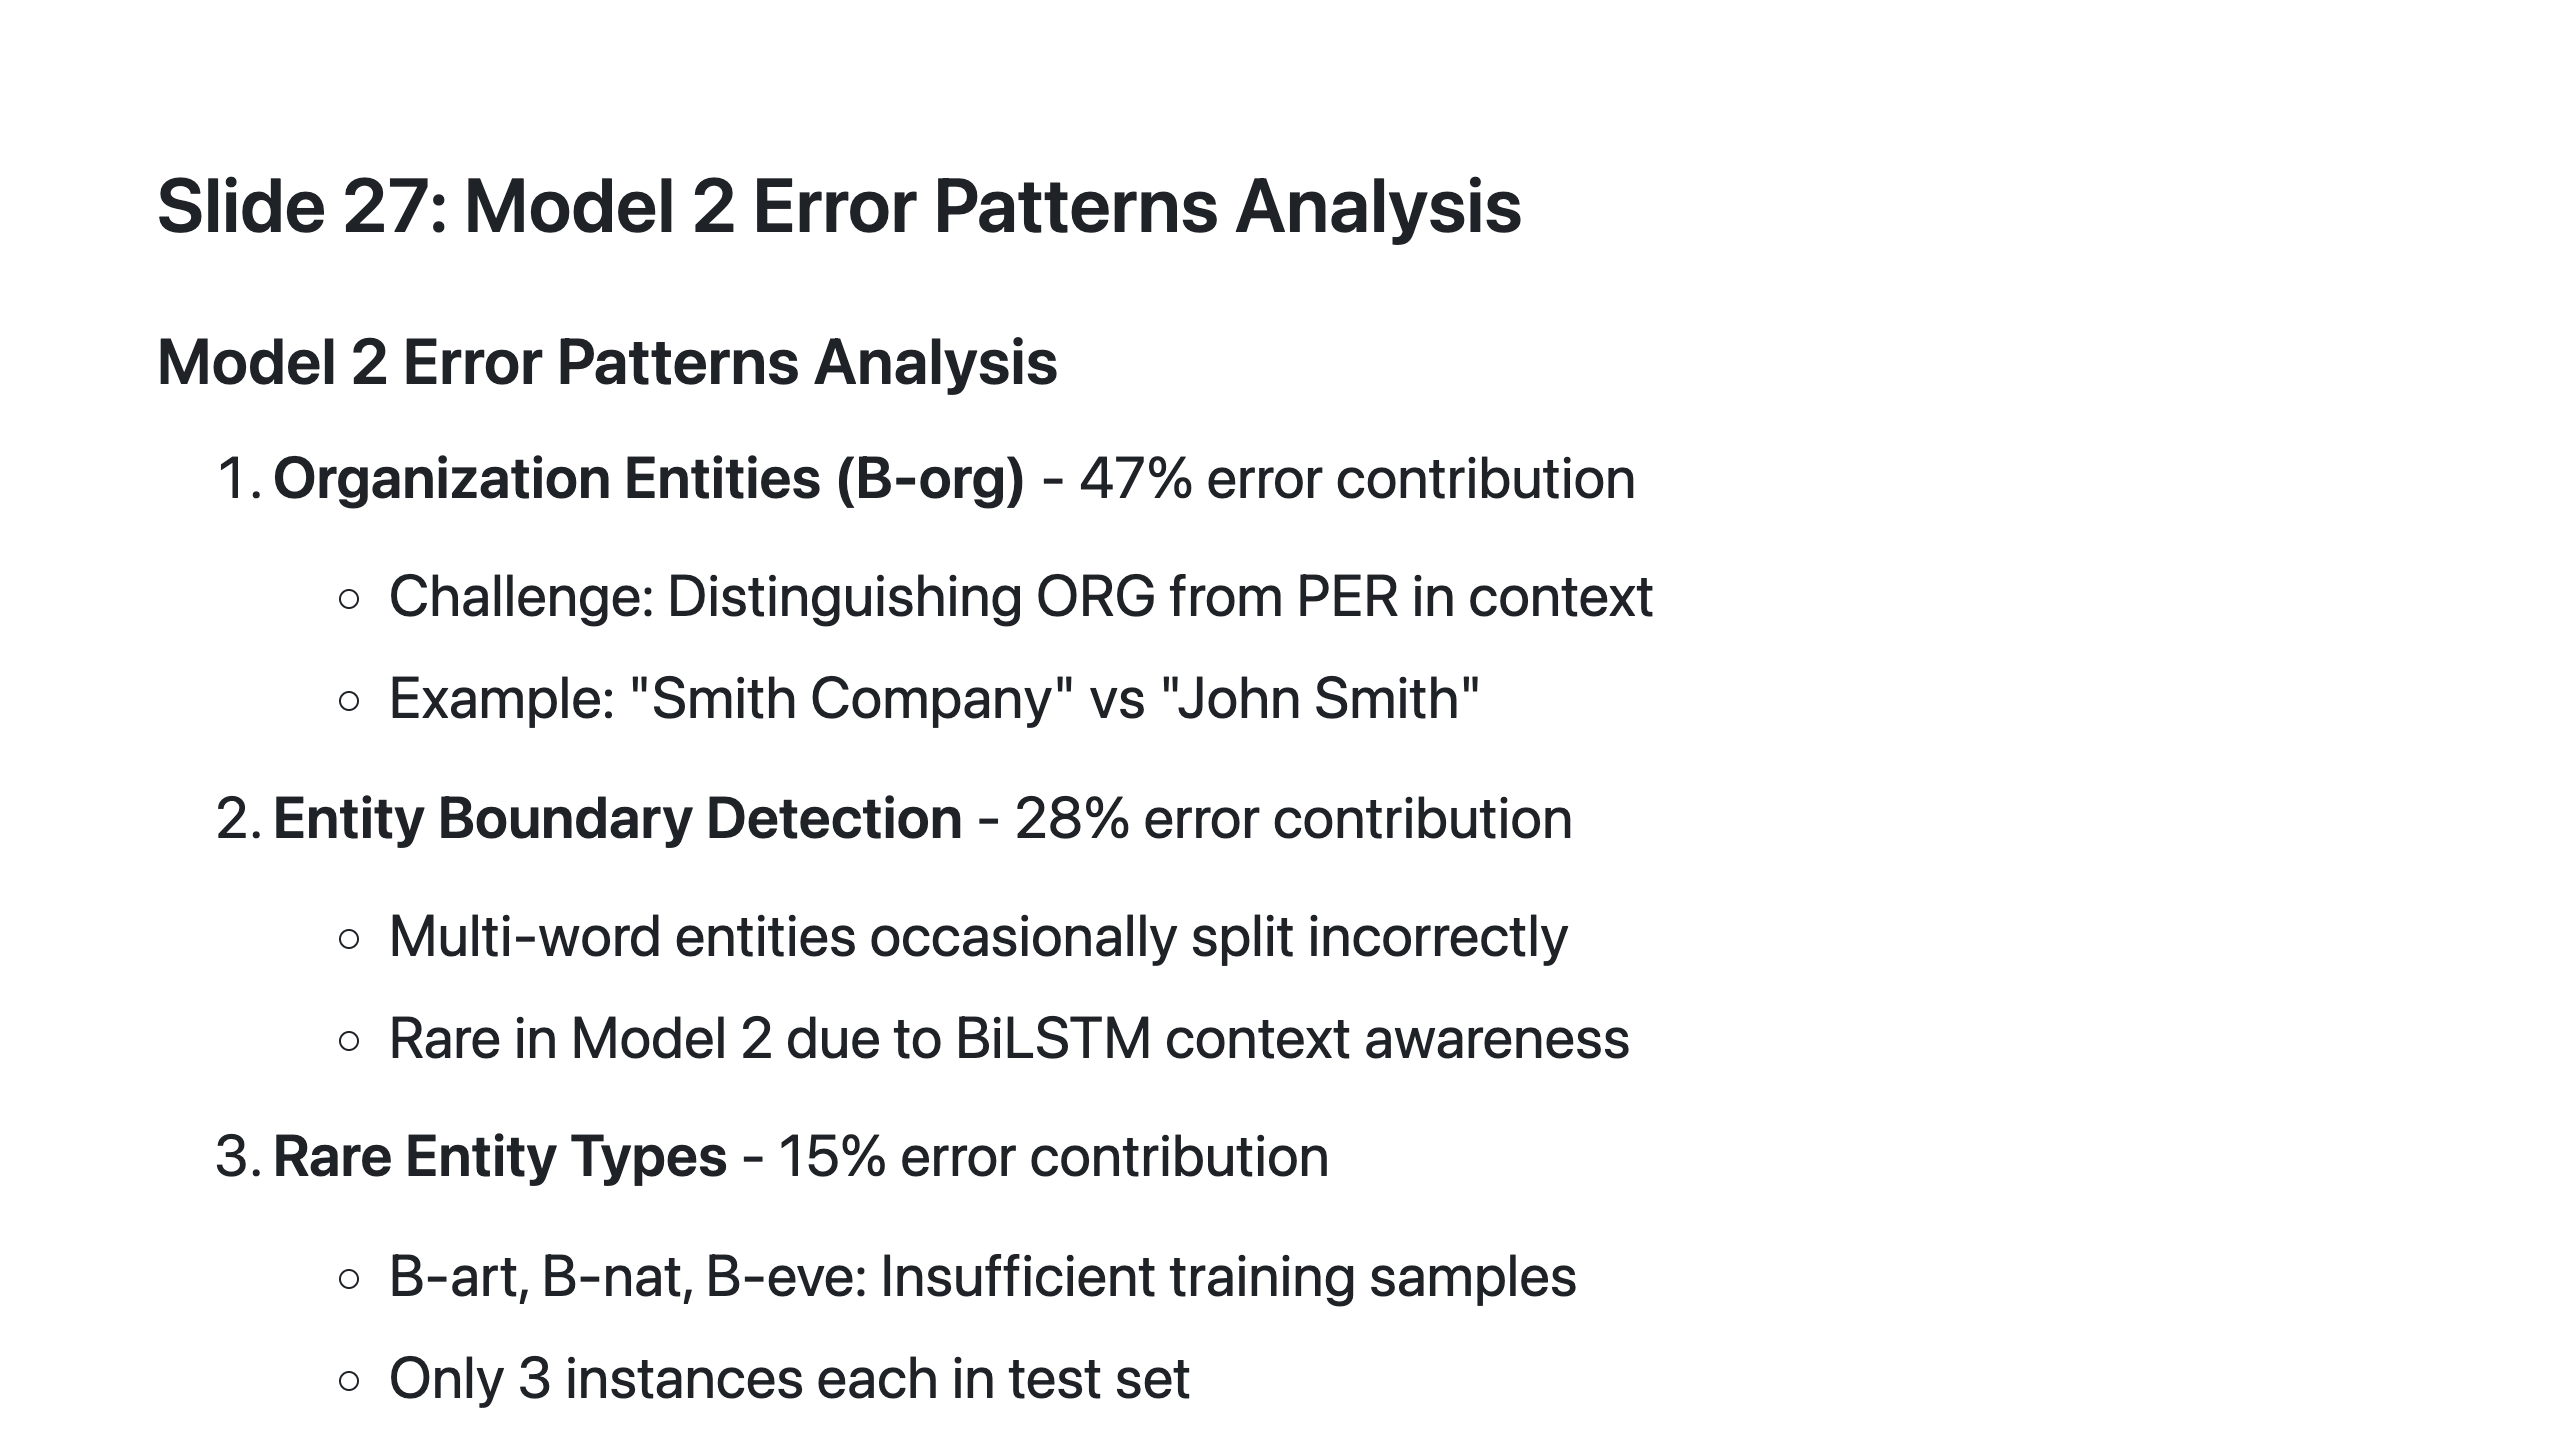 Slide 27: Model 2 Error Patterns Analysis
Model 2 Error Patterns Analysis
1. Organization Entities (B-org) - 47% error contribution
◦ Challenge: Distinguishing ORG from PER in context
◦ Example: "Smith Company" vs "John Smith"
2. Entity Boundary Detection - 28% error contribution
◦ Multi-word entities occasionally split incorrectly
◦ Rare in Model 2 due to BiLSTM context awareness
3. Rare Entity Types - 15% error contribution
◦ B-art, B-nat, B-eve: Insufficient training samples
◦ Only 3 instances each in test set